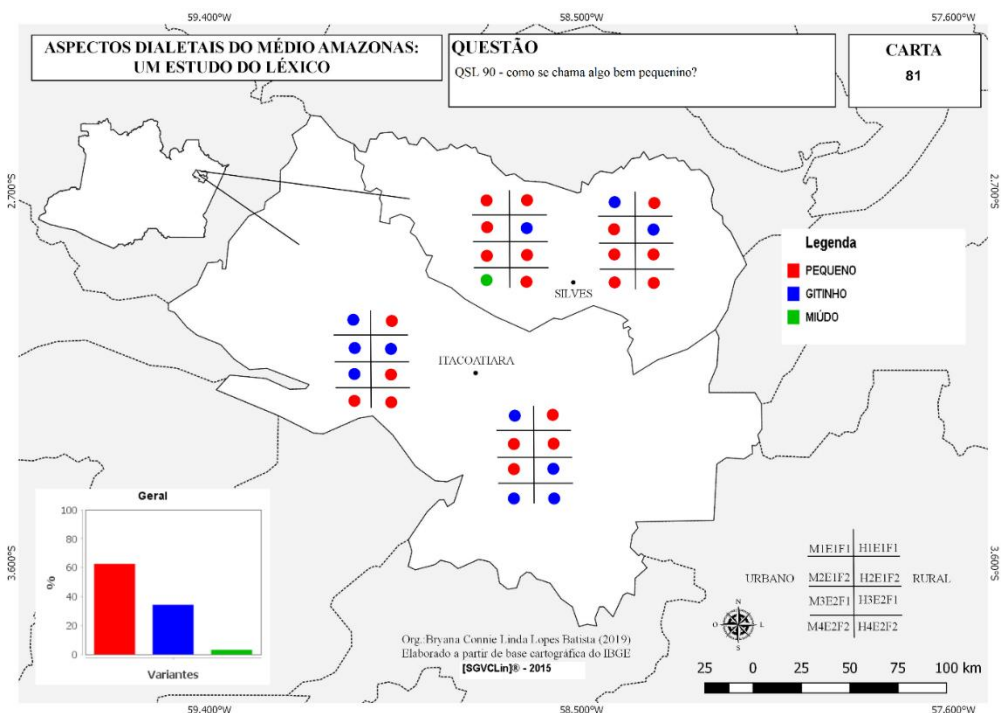 59.400°W
58.500°W
57.600°W
ASPECTOS DIALETAIS DO MÉDIO AMAZONAS:
UM ESTUDO DO LÉXICO
QUESTÃO
QSL 90 - como se chama algo bem pequenino?
CARTA
81
2.700°S
2.700°S
Legenda
PEQUENO
GITINHO
MIÚDO
SILVES
ITACOATIARA
Geral
100
80
60
40
20
0
%
Variantes
3.600°S
3.600°S
M1E1F1 H1E1F1
URBANO M2E1F2 H2E1F2 RURAL
M3E2F1 H3E2F1
M4E2F2 H4E2F2
N
O L
S
Org.:Bryana Connie Linda Lopes Batista (2019)
Elaborado a partir de base cartográfica do IBGE
[SGVCLin]® - 2015
25 0 25 50 75 100 km
59.400°W
58.500°W
57.600°W